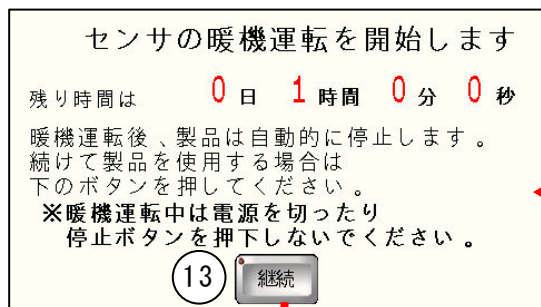 センサの暖機運転を開始します
残り時間は 0日 1時間 0分 0秒
暖機運転後、製品は自動的に停止します。
続けて製品を使用する場合は
下のボタンを押してください。
※暖機運転中は電源を切ったり
停止ボタンを押下しないでください。
13 継続